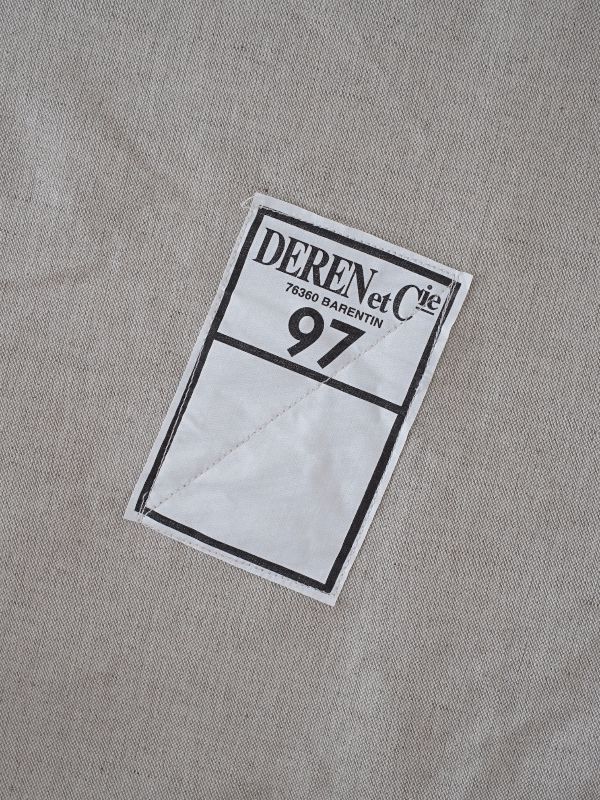 DEREN et Cie
76360 BARENTIN
97